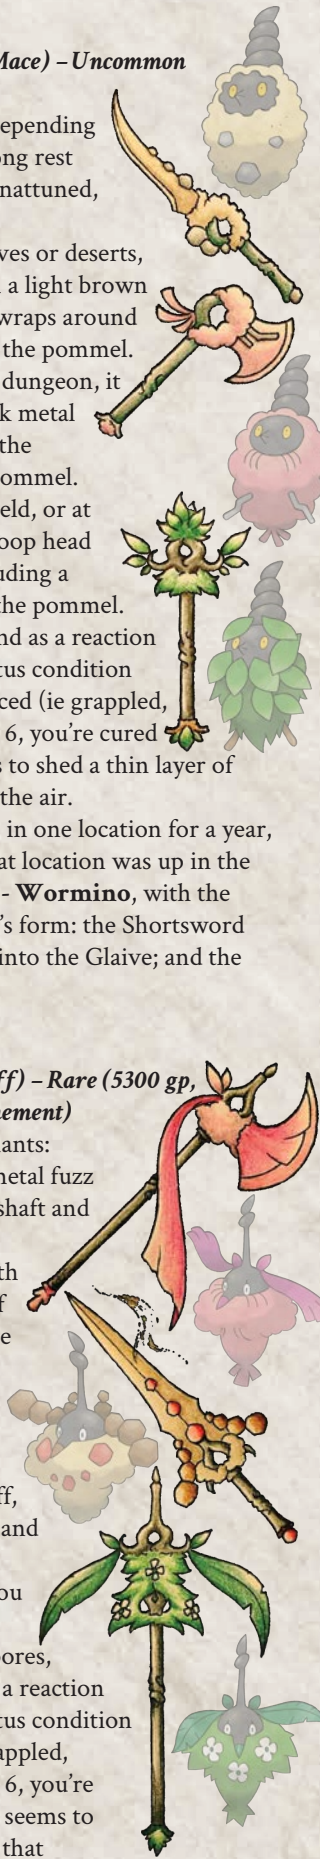 Mace) – Uncommon
epending
ong rest
nattuned,
ves or deserts,
a light brown
wraps around
the pommel.
dungeon, it
k metal
the
ommel.
eld, or at
oop head
uding a
the pommel.
nd as a reaction
tus condition
ced (ie grappled,
6, you're cured
s to shed a thin layer of
the air.
in one location for a year,
at location was up in the
- Wormino, with the
's form: the Shortsword
into the Glaive; and the
ff) – Rare (5300 gp,
nement)
ants:
netal fuzz
shaft and
th
f
e
ff,
and
ou
ores,
a reaction
tus condition
appled,
6, you're
seems to
that